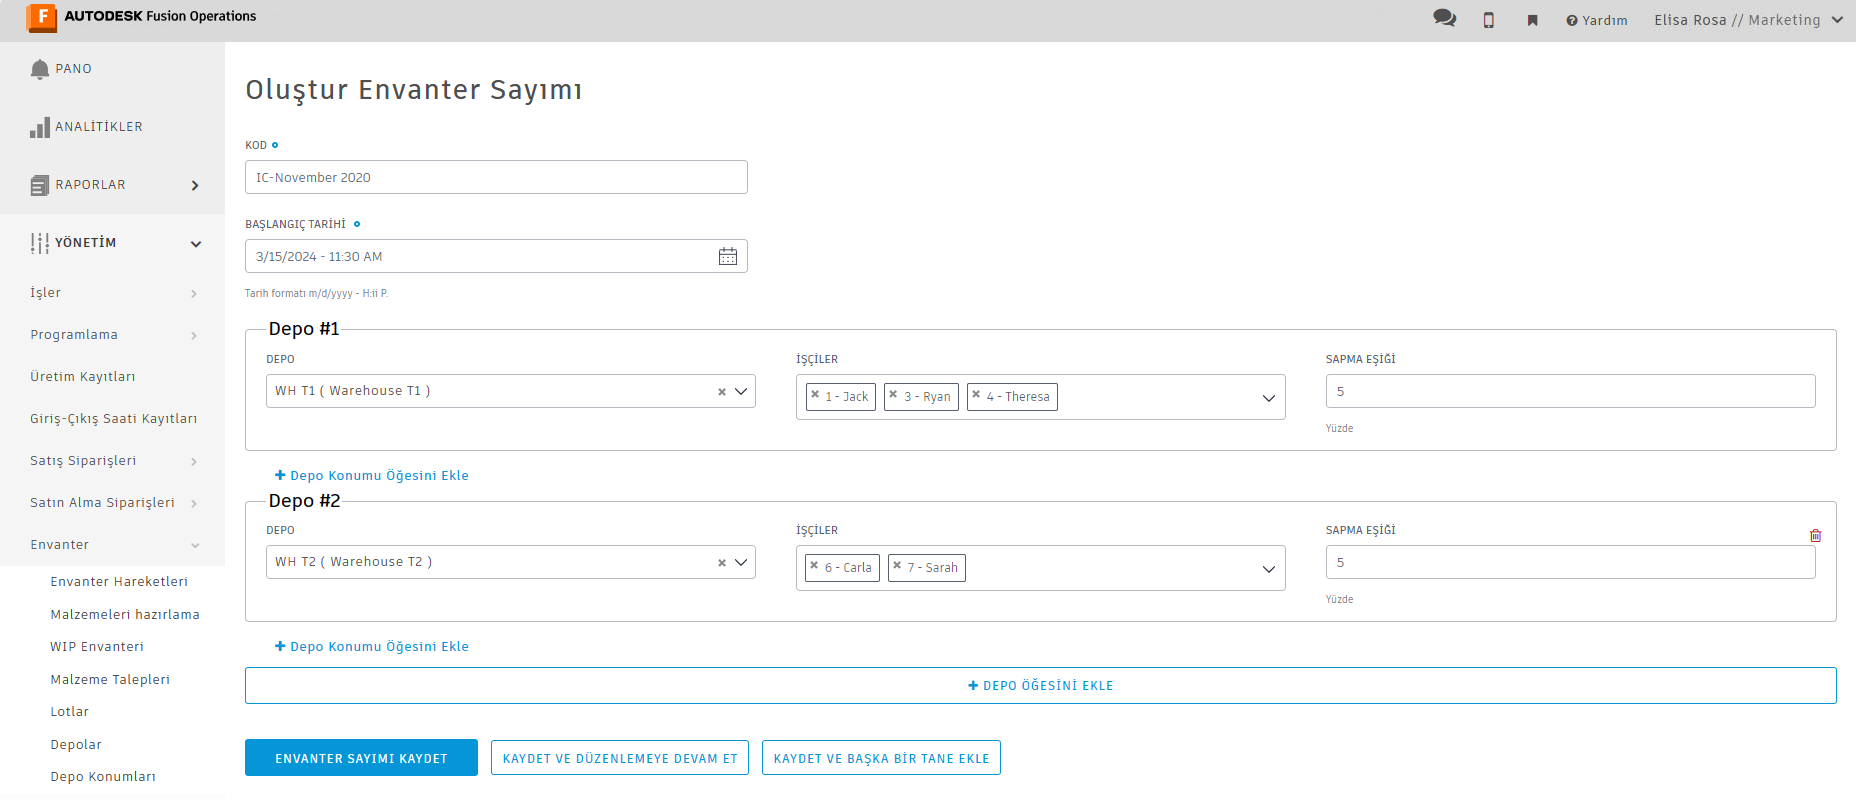 AUTODESK Fusion Operations
Yardım
Elisa Rosa // Marketing
PANO
ANALİTİKLER
RAPORLAR
YÖNETİM
İşler
Programlama
Üretim Kayıtları
Giriş-Çıkış Saati Kayıtları
Satış Siparişleri
Satın Alma Siparişleri
Envanter
Envanter Hareketleri
Malzemeleri hazırlama
WIP Envanteri
Malzeme Talepleri
Lotlar
Depolar
Depo Konumları
Oluştur Envanter Sayımı
KOD
IC-November 2020
BAŞLANGIÇ TARİHİ
3/15/2024 - 11:30 AM
Tarih formatı m/d/yyyy - H:ii P.
Depo #1
DEPO
WH T1 ( Warehouse T1 )
İŞÇİLER
1 - Jack
3 - Ryan
4 - Theresa
SAPMA EŞİĞİ
5
Yüzde
Depo Konumu Öğesini Ekle
Depo #2
DEPO
WH T2 ( Warehouse T2 )
İŞÇİLER
6 - Carla
7 - Sarah
SAPMA EŞİĞİ
5
Yüzde
Depo Konumu Öğesini Ekle
DEPO ÖĞESİNİ EKLE
ENVANTER SAYIMI KAYDET
KAYDET VE DÜZENLEMEYE DEVAM ET
KAYDET VE BAŞKA BİR TANE EKLE